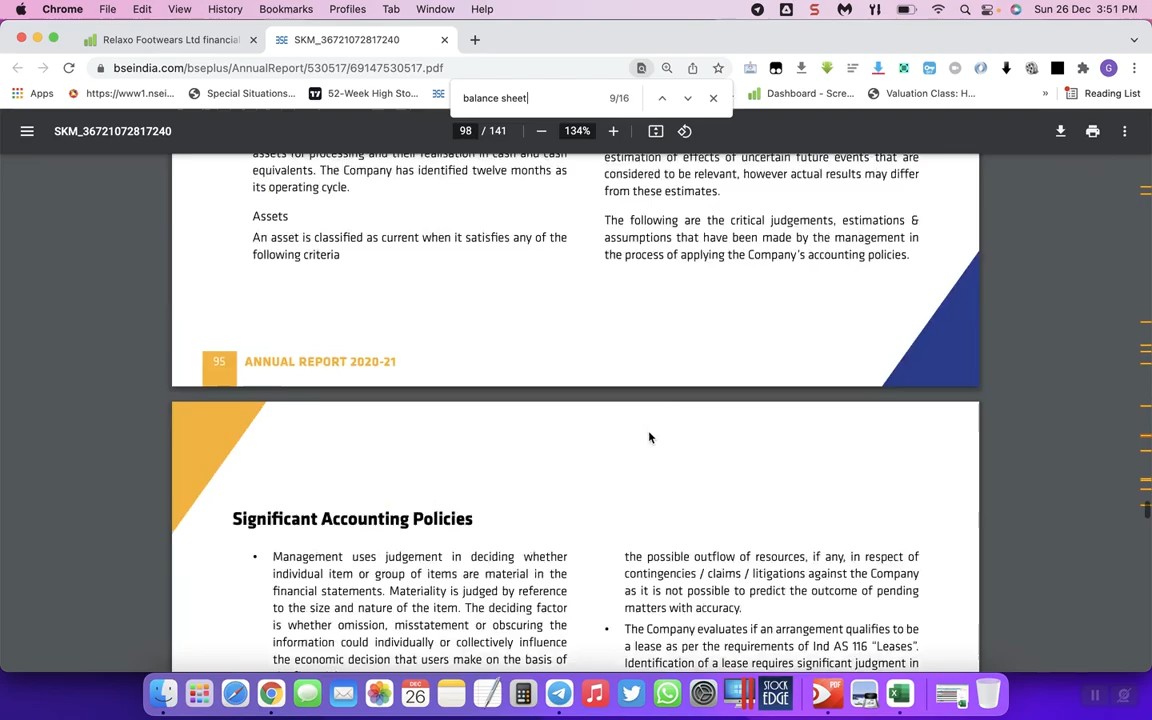 Chrome File Edit View History Bookmarks Profiles Tab Window Help Sun 26 Dec 3:51 PM
Relaxo Footwears Ltd financial
SKM_36721072817240
bseindia.com/bseplus/AnnualReport/530517/69147530517.pdf
Apps
https://www1.nsei...
Special Situations...
52-Week High Sto...
balance sheet 9/16
Dashboard - Scre...
Valuation Class: H...
» Reading List
SKM_36721072817240
98 / 141
134%
assets for processing and their realisation in cash and cash
equivalents. The Company has identified twelve months as
its operating cycle.
Assets
An asset is classified as current when it satisfies any of the
following criteria
estimation of effects of uncertain future events that are
considered to be relevant, however actual results may differ
from these estimates.
The following are the critical judgements, estimations &
assumptions that have been made by the management in
the process of applying the Company's accounting policies.
95 ANNUAL REPORT 2020-21
Significant Accounting Policies
• Management uses judgement in deciding whether
individual item or group of items are material in the
financial statements. Materiality is judged by reference
to the size and nature of the item. The deciding factor
is whether omission, misstatement or obscuring the
information could individually or collectively influence
the economic decision that users make on the basis of
the possible outflow of resources, if any, in respect of
contingencies / claims / litigations against the Company
as it is not possible to predict the outcome of pending
matters with accuracy.
• The Company evaluates if an arrangement qualifies to be
a lease as per the requirements of Ind AS 116 "Leases".
Identification of a lease requires significant judgment in
DEC
26
STOCK
EDGE
PDF